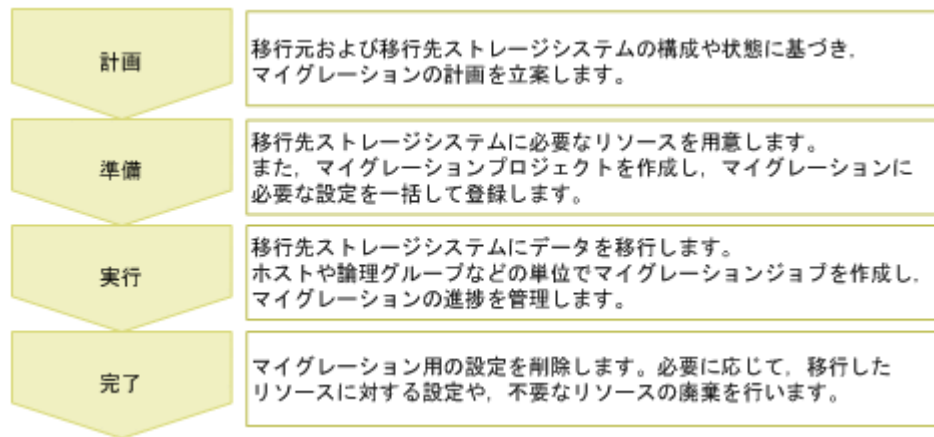 計画
移行元および移行先ストレージシステムの構成や状態に基づき，
マイグレーションの計画を立案します。
準備
移行先ストレージシステムに必要なリソースを用意します。
また，マイグレーションプロジェクトを作成し，マイグレーションに
必要な設定を一括して登録します。
実行
移行先ストレージシステムにデータを移行します。
ホストや論理グループなどの単位でマイグレーションジョブを作成し，
マイグレーションの進捗を管理します。
完了
マイグレーション用の設定を削除します。必要に応じて，移行した
リソースに対する設定や，不要なリソースの廃棄を行います。